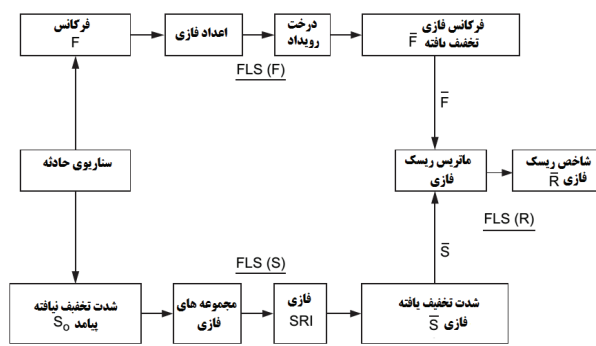 فرکانس
F
اعداد فازی
درخت
رویداد
فرکانس فازی
تخفیف یافته F̅
FLS (F)
F̅
سناریوی حادثه
ماتریس ریسک
فازی
شاخص ریسک
فازی R̅
FLS (R)
S̅
FLS (S)
شدت تخفیف نیافته
پیامد S₀
مجموعه های
فازی
فازی
SRI
شدت تخفیف یافته
فازی S̅